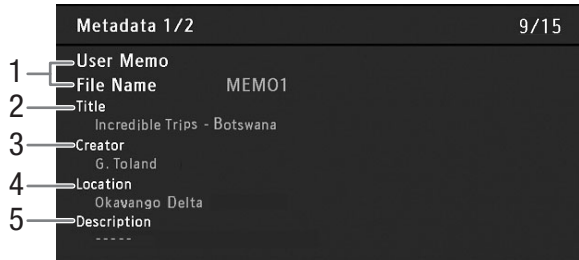 Metadata 1/2 9/15
1 User Memo
File Name MEMO1
2 Title
Incredible Trips - Botswana
3 Creator
G. Toland
4 Location
Okavango Delta
5 Description
-----